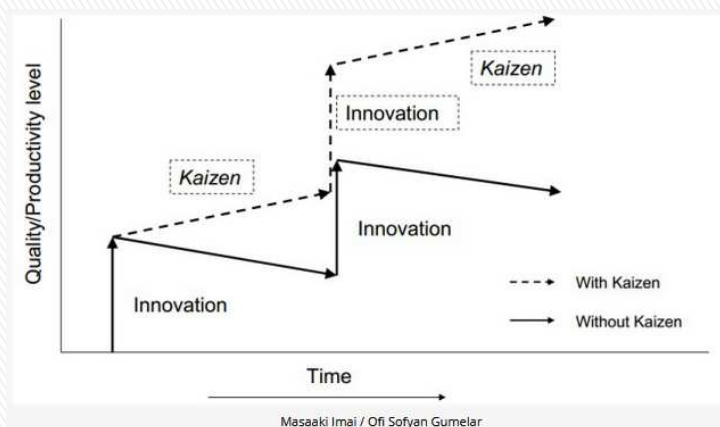 Quality/Productivity level
Kaizen
Innovation
Kaizen
Innovation
Innovation
With Kaizen
Without Kaizen
Time
Masaaki Imai / Ofi Sofyan Gumelar